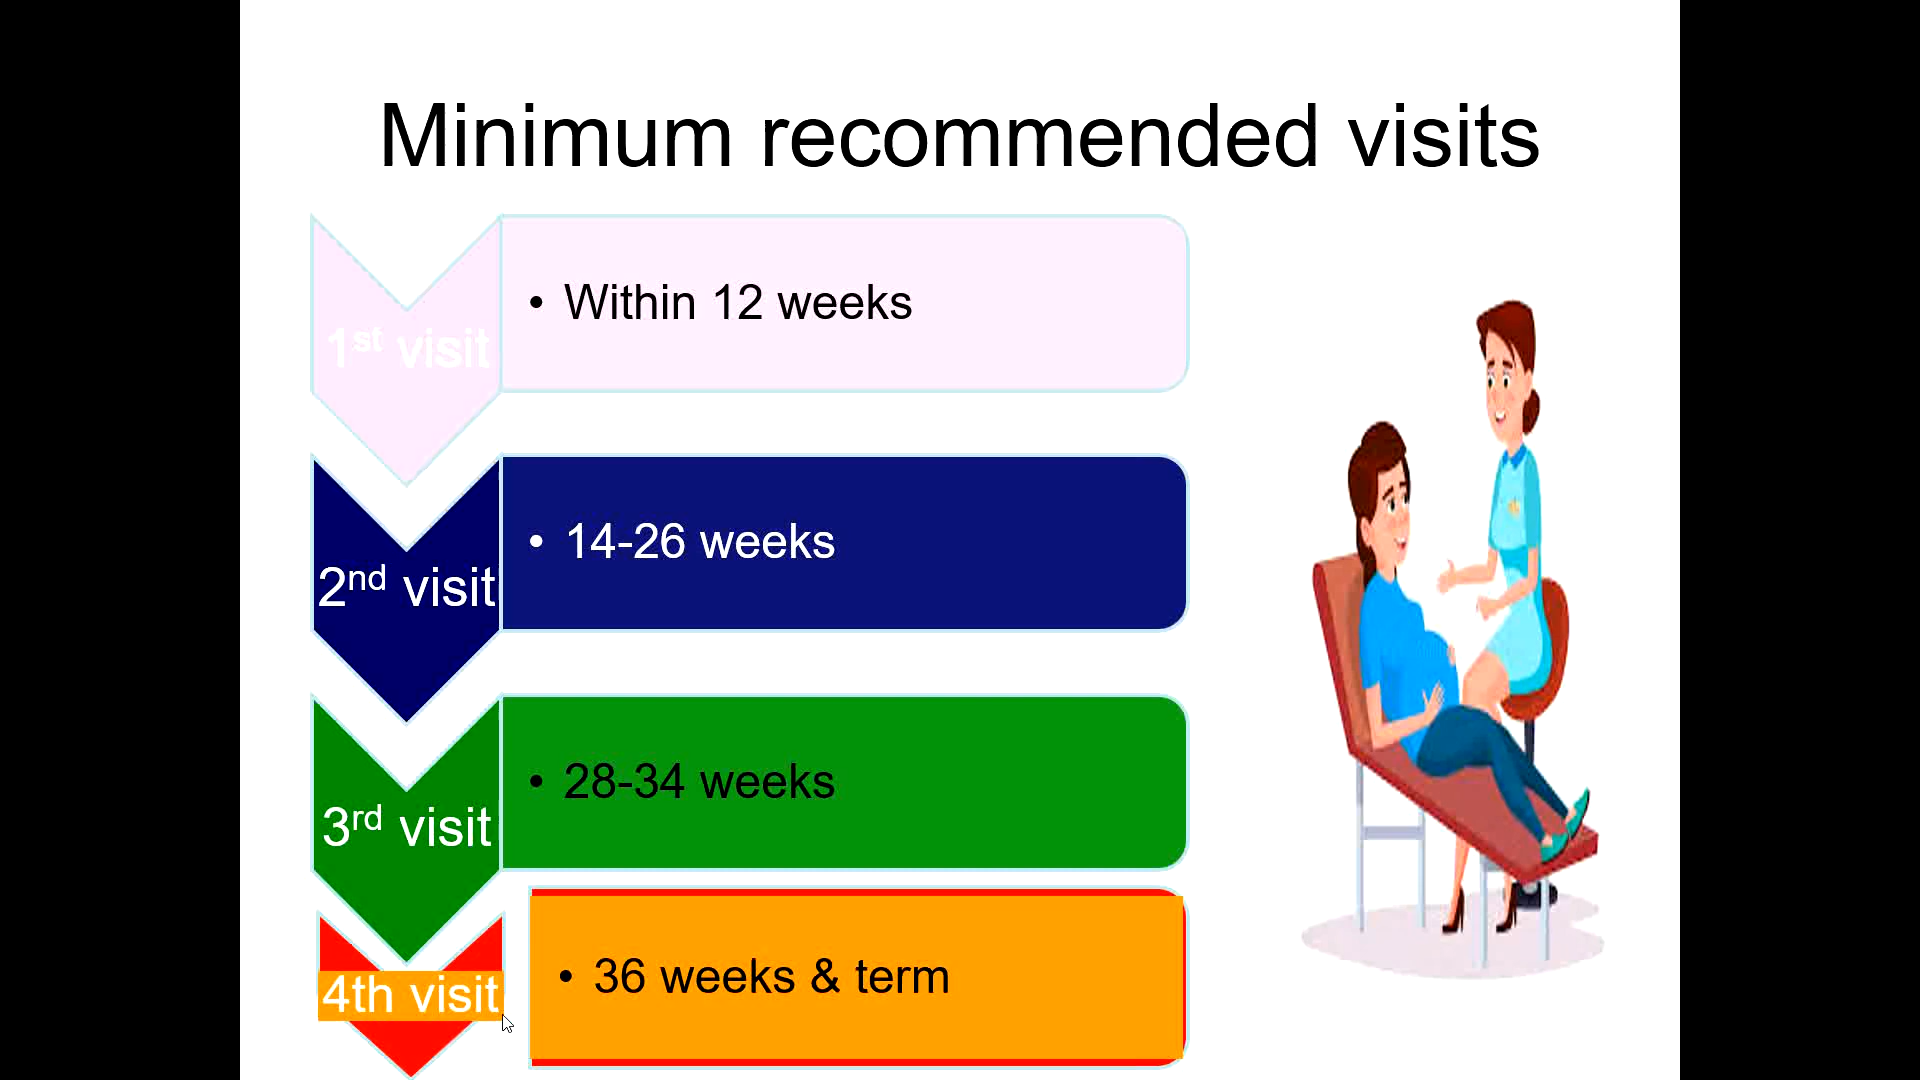 Minimum recommended visits
1st visit
• Within 12 weeks
2nd visit
• 14-26 weeks
3rd visit
• 28-34 weeks
4th visit
• 36 weeks & term